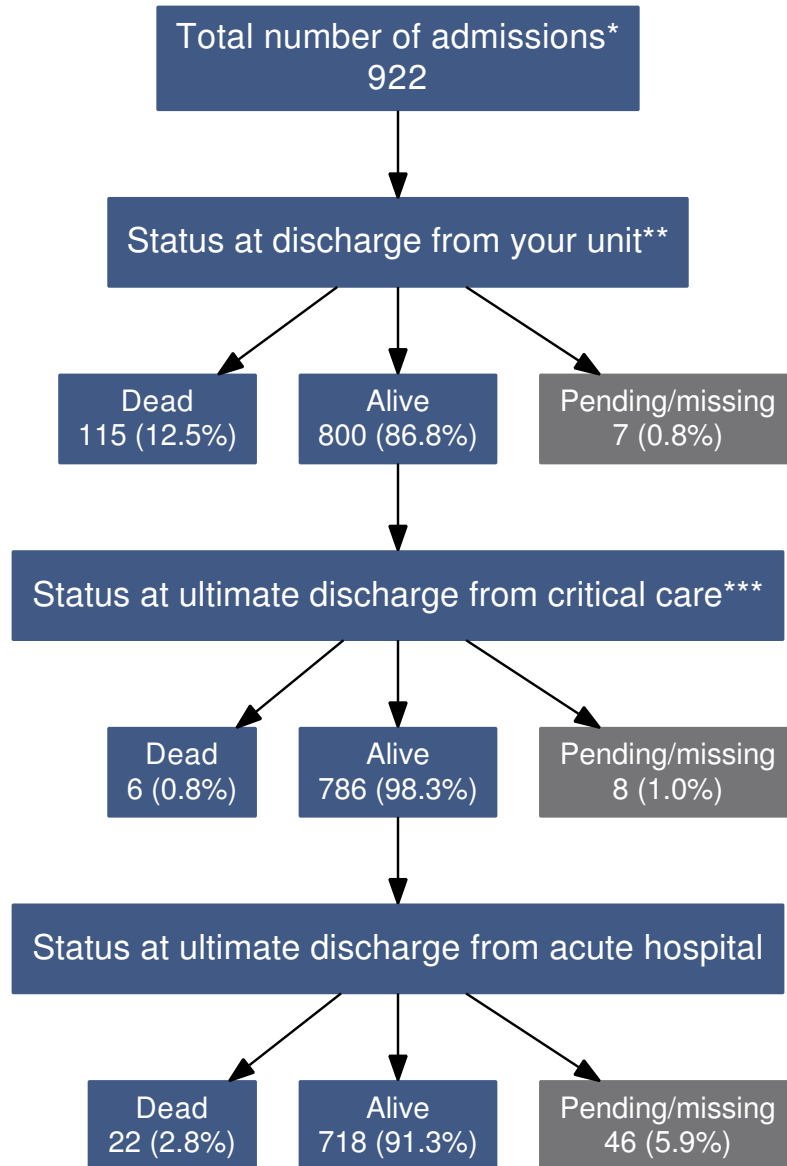 Total number of admissions*
922
Status at discharge from your unit**
Dead
115 (12.5%)
Alive
800 (86.8%)
Pending/missing
7 (0.8%)
Status at ultimate discharge from critical care***
Dead
6 (0.8%)
Alive
786 (98.3%)
Pending/missing
8 (1.0%)
Status at ultimate discharge from acute hospital
Dead
22 (2.8%)
Alive
718 (91.3%)
Pending/missing
46 (5.9%)